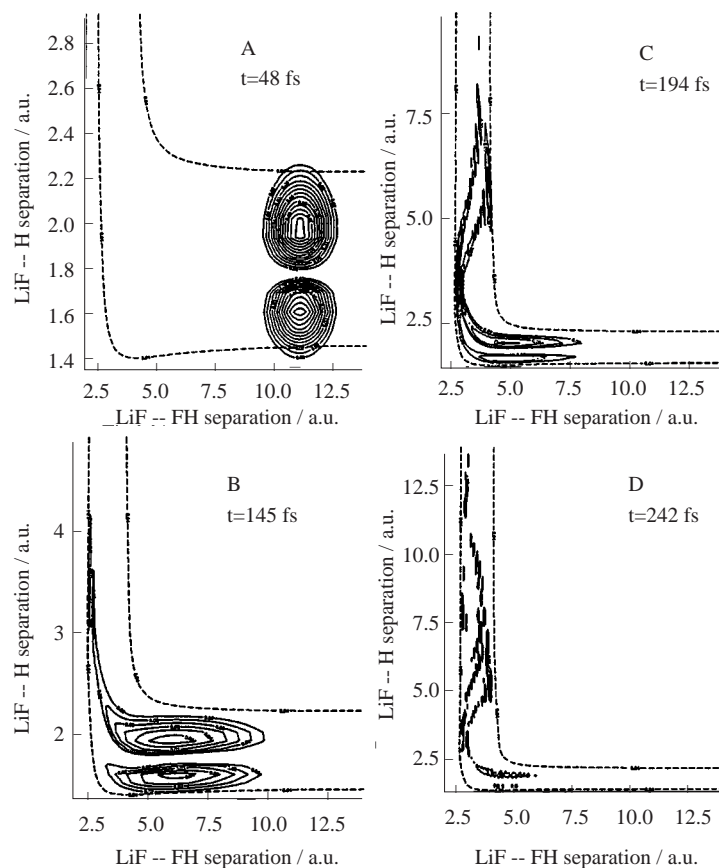 A
t=48 fs
2.8
2.6
2.4
2.2
2.0
1.8
1.6
1.4
LiF -- H separation / a.u.
2.5
5.0
7.5
10.0
12.5
LiF -- FH separation / a.u.
C
t=194 fs
7.5
5.0
2.5
LiF -- H separation / a.u.
2.5
5.0
7.5
10.0
12.5
LiF -- FH separation / a.u.
B
t=145 fs
4
3
2
LiF -- H separation / a.u.
2.5
5.0
7.5
10.0
12.5
LiF -- FH separation / a.u.
D
t=242 fs
12.5
10.0
7.5
5.0
2.5
LiF -- H separation / a.u.
2.5
5.0
7.5
10.0
12.5
LiF -- FH separation / a.u.